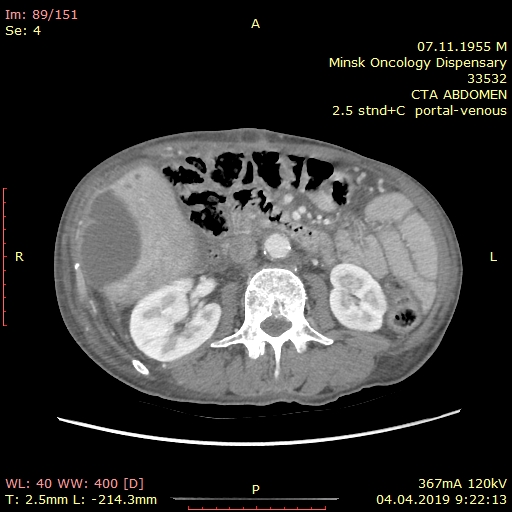 Im: 89/151
Se: 4
A
07.11.1955 M
Minsk Oncology Dispensary
33532
CTA ABDOMEN
2.5 stnd+C portal-venous
R
L
WL: 40 WW: 400 [D]
T: 2.5mm L: -214.3mm
P
367mA 120kV
04.04.2019 9:22:13